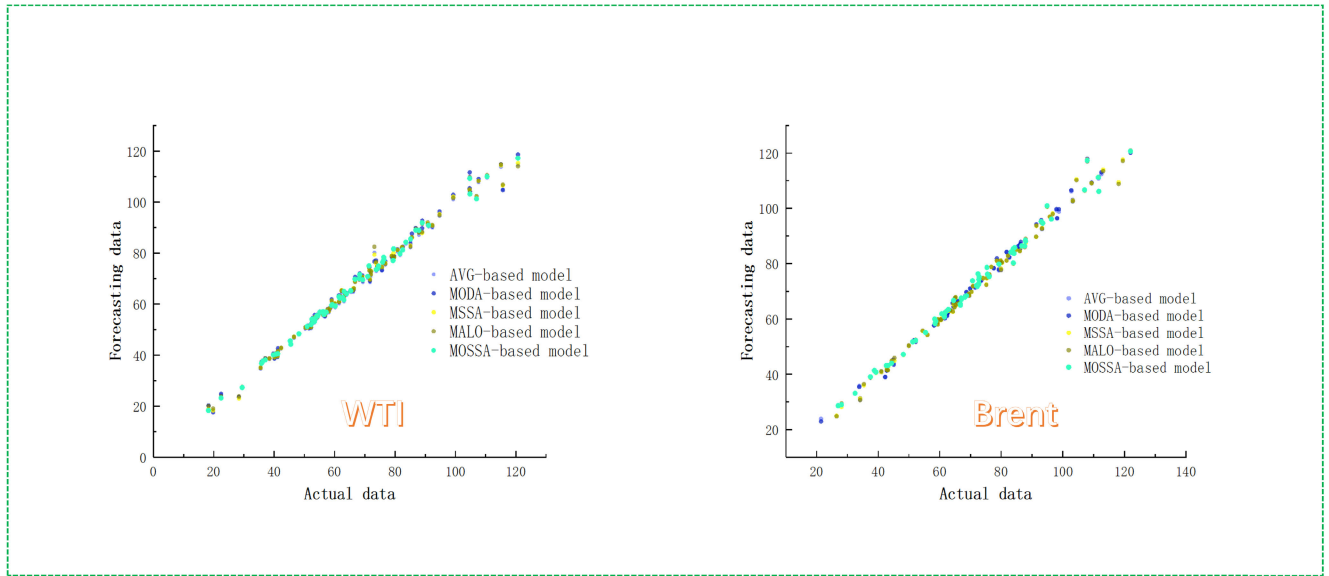 120
100
80
60
40
20
0
Forecasting data
0 20 40 60 80 100 120
Actual data
AVG-based model
MODA-based model
MSSA-based model
MALO-based model
MOSSA-based model
WTI
120
100
80
60
40
20
Forecasting data
20 40 60 80 100 120 140
Actual data
AVG-based model
MODA-based model
MSSA-based model
MALO-based model
MOSSA-based model
Brent